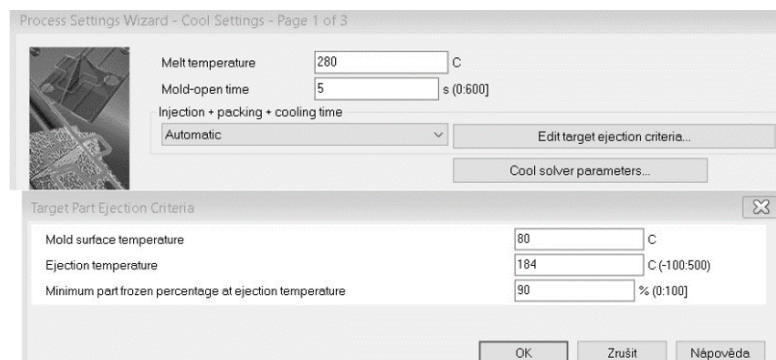 Process Settings Wizard - Cool Settings - Page 1 of 3
Melt temperature 280 C
Mold-open time 5 s (0:600]
Injection + packing + cooling time
Automatic Edit target ejection criteria...
Cool solver parameters...
Target Part Ejection Criteria
Mold surface temperature 80 C
Ejection temperature 184 C (-100:500)
Minimum part frozen percentage at ejection temperature 90 % (0:100]
OK Zrušit Nápověda